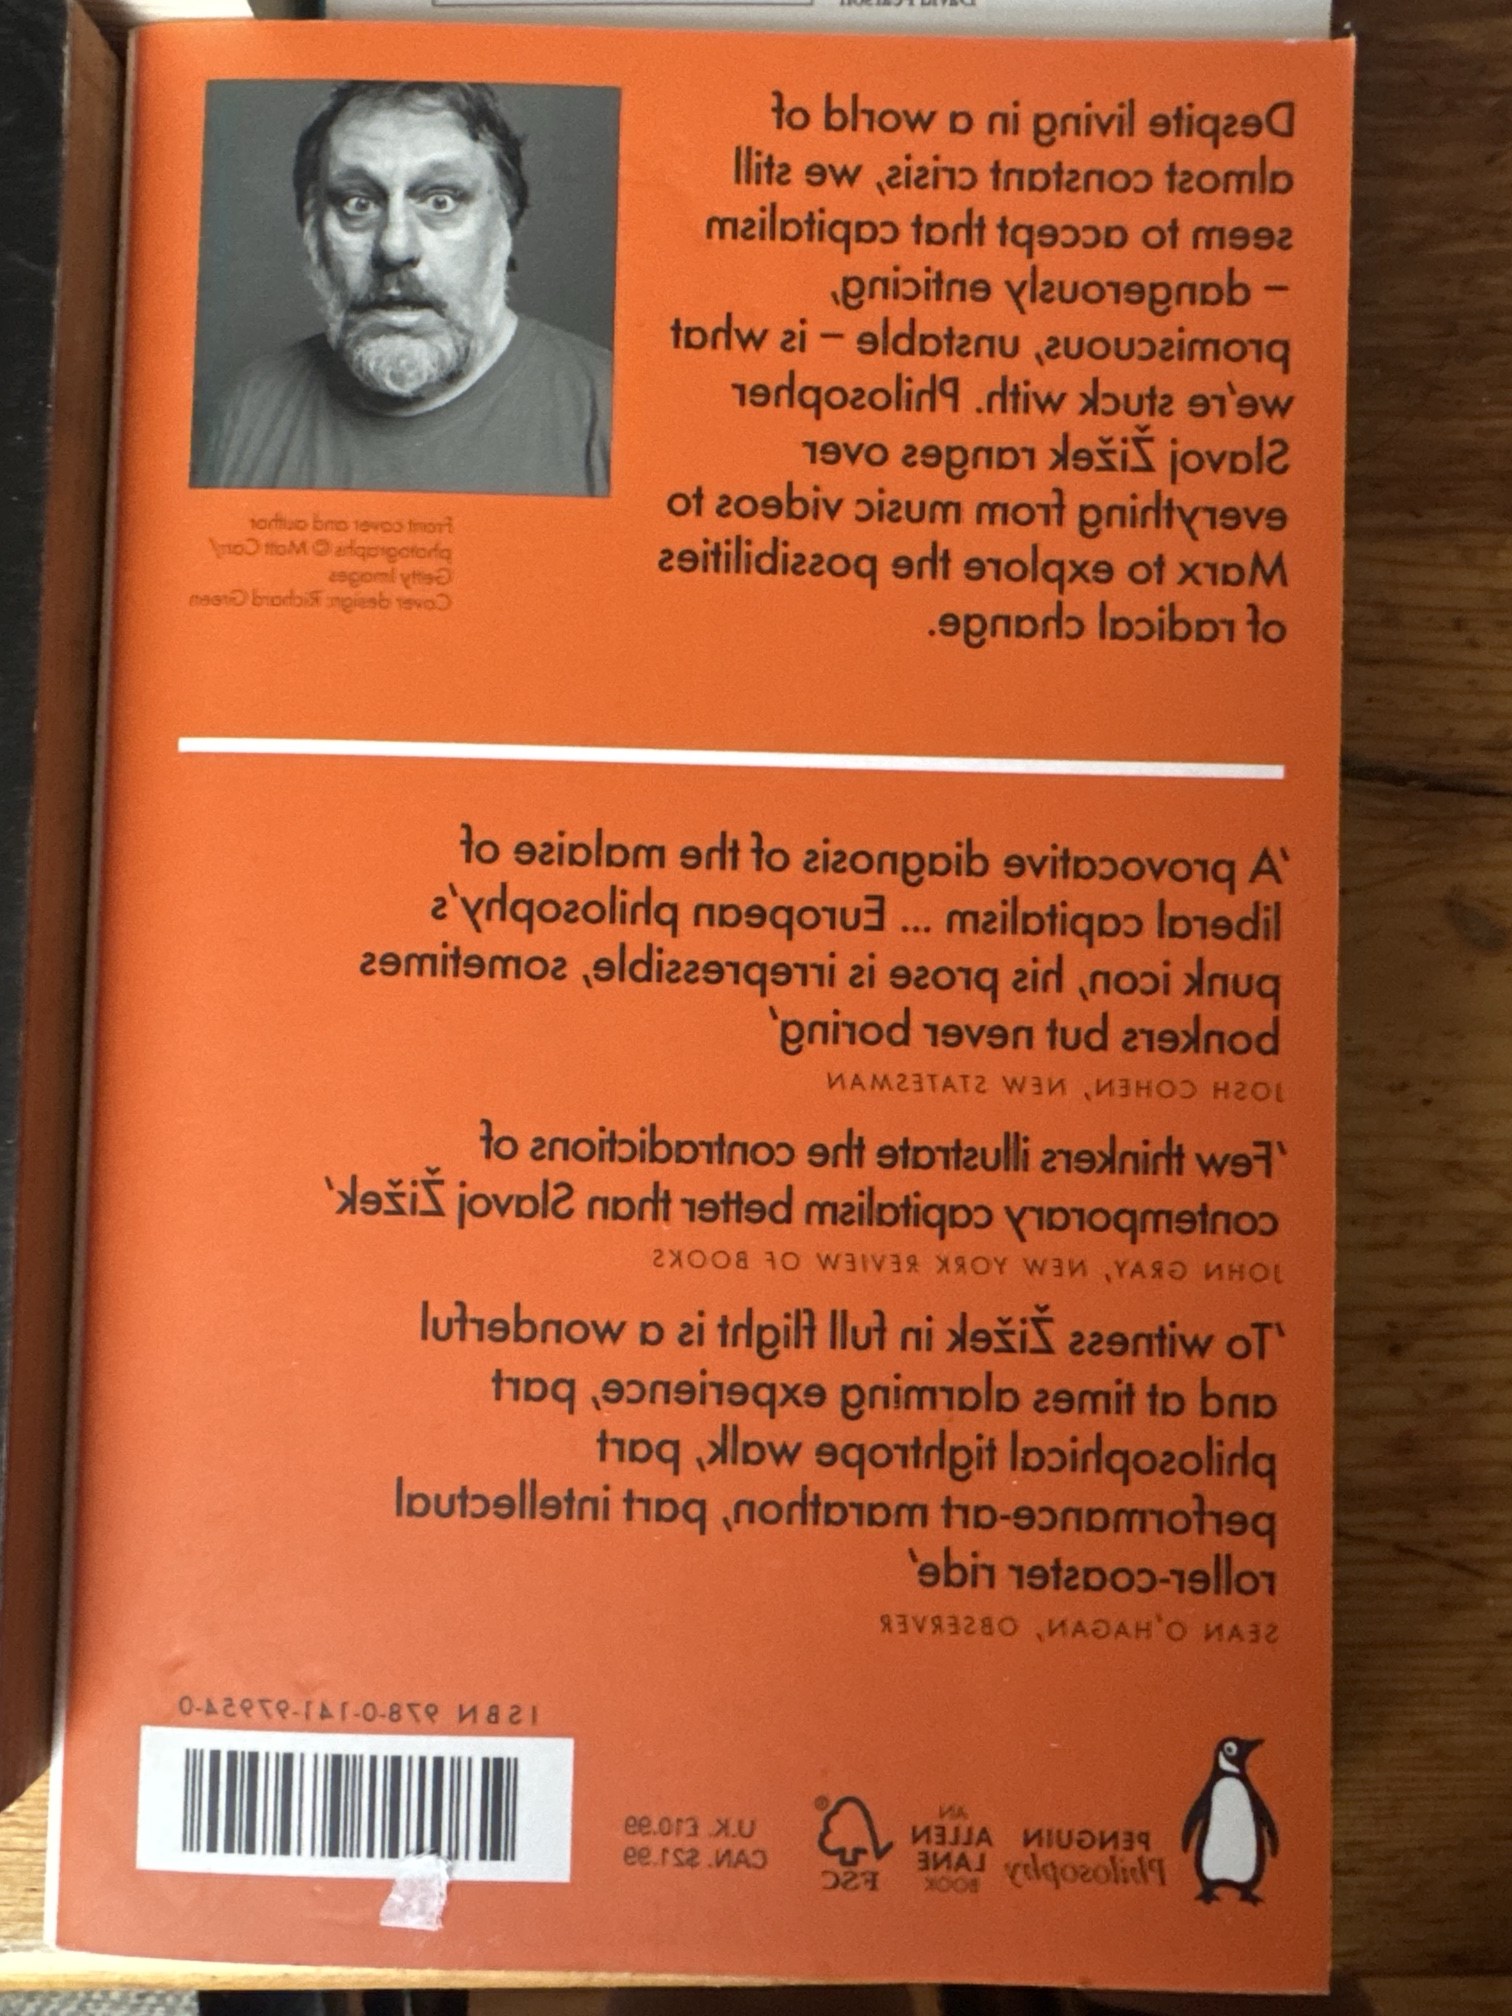 Despite living in a world of
almost constant crisis, we still
seem to accept that capitalism
– dangerously enticing,
promiscuous, unstable – is what
we're stuck with. Philosopher
Slavoj Žižek ranges over
everything from music videos to
Marx to explore the possibilities
of radical change.
Front cover and author
photographs © Matt Carr/
Getty Images
Cover design: Richard Green
'A provocative diagnosis of the malaise of
liberal capitalism ... European philosophy's
punk icon, his prose is irrepressible, sometimes
bonkers but never boring'
JOSH COHEN, NEW STATESMAN
'Few thinkers illustrate the contradictions of
contemporary capitalism better than Slavoj Žižek'
JOHN GRAY, NEW YORK REVIEW OF BOOKS
'To witness Žižek in full flight is a wonderful
and at times alarming experience, part
philosophical tightrope walk, part
performance-art marathon, part intellectual
roller-coaster ride'
SEAN O'HAGAN, OBSERVER
PENGUIN
Philosophy
AN
ALLEN
LANE
BOOK
FSC
®
U.K. £10.99
CAN. $21.99
ISBN 978-0-141-97954-0